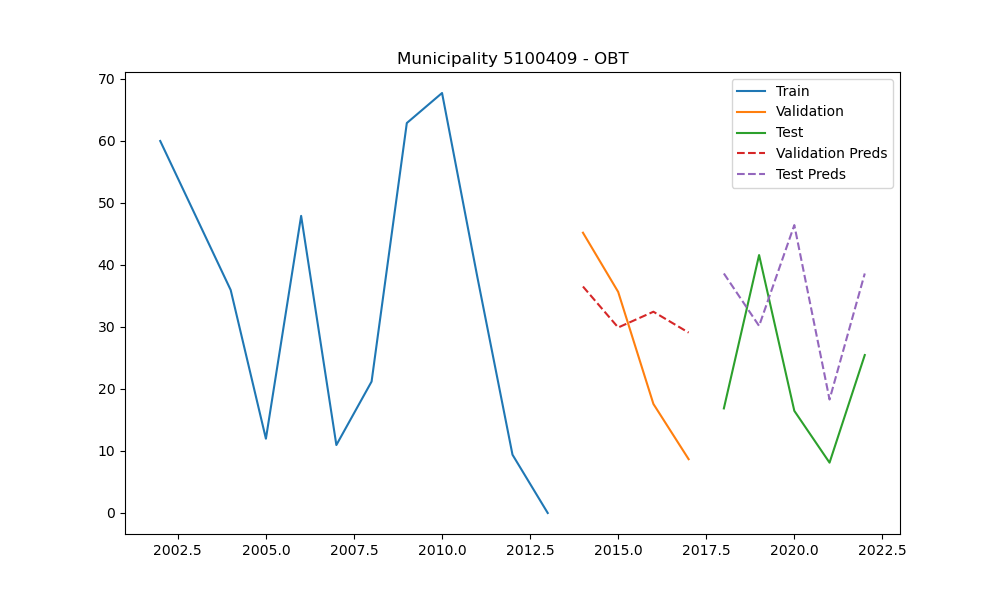 Municipality 5100409 - OBT
70
60
50
40
30
20
10
0
Train
Validation
Test
Validation Preds
Test Preds
2002.5 2005.0 2007.5 2010.0 2012.5 2015.0 2017.5 2020.0 2022.5